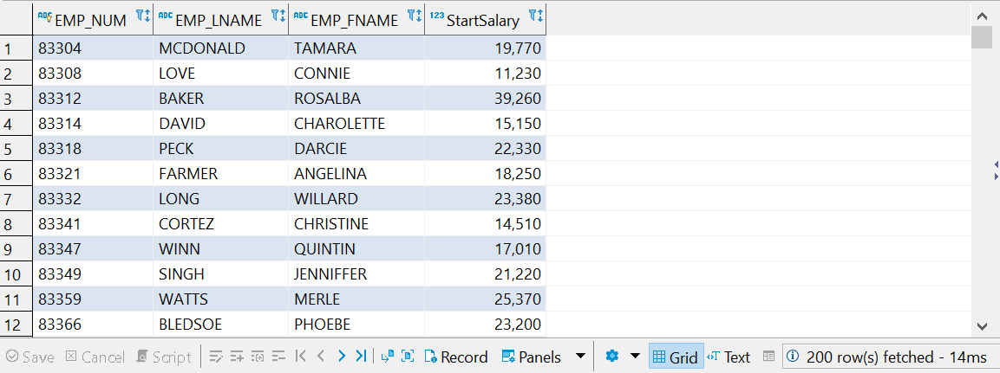 ABC EMP_NUM ABC EMP_LNAME ABC EMP_FNAME 123 StartSalary
1 83304 MCDONALD TAMARA 19,770
2 83308 LOVE CONNIE 11,230
3 83312 BAKER ROSALBA 39,260
4 83314 DAVID CHAROLETTE 15,150
5 83318 PECK DARCIE 22,330
6 83321 FARMER ANGELINA 18,250
7 83332 LONG WILLARD 23,380
8 83341 CORTEZ CHRISTINE 14,510
9 83347 WINN QUINTIN 17,010
10 83349 SINGH JENNIFFER 21,220
11 83359 WATTS MERLE 25,370
12 83366 BLEDSOE PHOEBE 23,200
Save Cancel Script Record Panels Grid T Text 200 row(s) fetched - 14ms